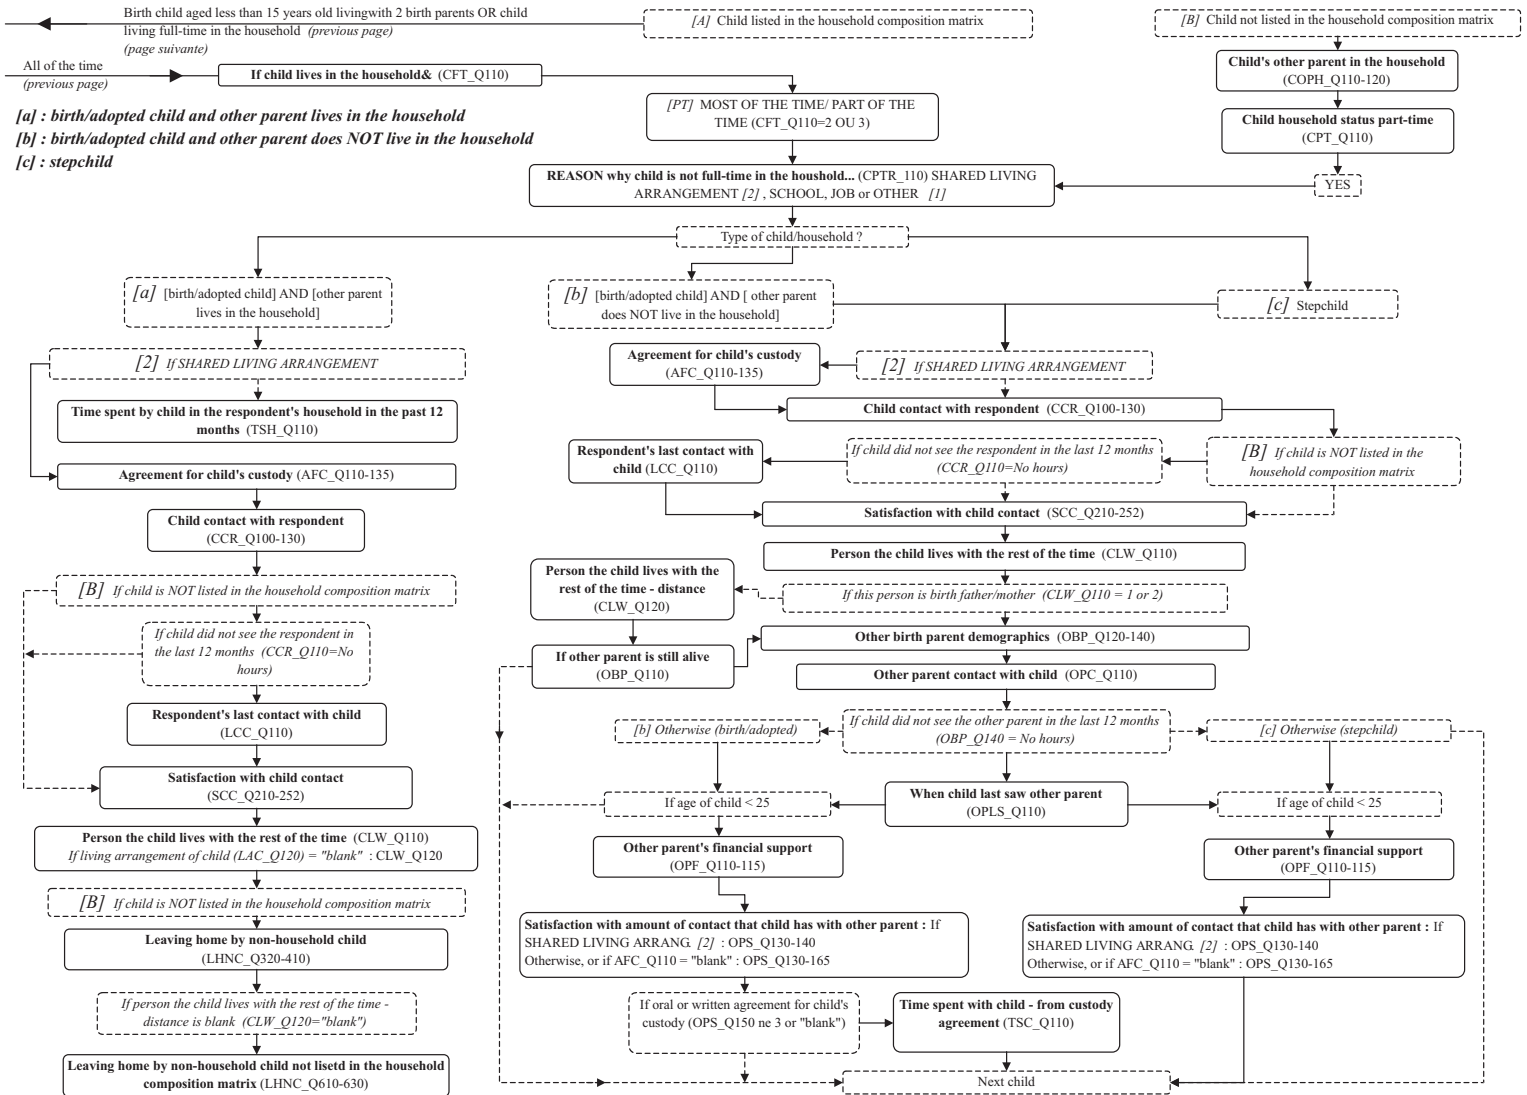 Birth child aged less than 15 years old livingwith 2 birth parents OR child
living full-time in the household (previous page)
(page suivante)
[A] Child listed in the household composition matrix
[B] Child not listed in the household composition matrix
All of the time
(previous page)
If child lives in the household& (CFT_Q110)
Child's other parent in the household
(COPH_Q110-120)
[PT] MOST OF THE TIME/ PART OF THE
TIME (CFT_Q110=2 OU 3)
Child household status part-time
(CPT_Q110)
[a] : birth/adopted child and other parent lives in the household
[b] : birth/adopted child and other parent does NOT live in the household
[c] : stepchild
REASON why child is not full-time in the houshold... (CPTR_110) SHARED LIVING
ARRANGEMENT [2] , SCHOOL, JOB or OTHER [1]
YES
Type of child/household ?
[a] [birth/adopted child] AND [other parent
lives in the household]
[b] [birth/adopted child] AND [ other parent
does NOT live in the household]
[c] Stepchild
[2] If SHARED LIVING ARRANGEMENT
Time spent by child in the respondent's household in the past 12
months (TSH_Q110)
Agreement for child's custody (AFC_Q110-135)
Child contact with respondent
(CCR_Q100-130)
[B] If child is NOT listed in the household composition matrix
If child did not see the respondent in
the last 12 months (CCR_Q110=No
hours)
Respondent's last contact with child
(LCC_Q110)
Satisfaction with child contact
(SCC_Q210-252)
Person the child lives with the rest of the time (CLW_Q110)
If living arrangement of child (LAC_Q120) = "blank" : CLW_Q120
[B] If child is NOT listed in the household composition matrix
Leaving home by non-household child
(LHNC_Q320-410)
If person the child lives with the rest of the time -
distance is blank (CLW_Q120="blank")
Leaving home by non-household child not lisetd in the household
composition matrix (LHNC_Q610-630)
Agreement for child's custody
(AFC_Q110-135)
[2] If SHARED LIVING ARRANGEMENT
Child contact with respondent (CCR_Q100-130)
Respondent's last contact with
child (LCC_Q110)
If child did not see the respondent in the last 12 months
(CCR_Q110=No hours)
[B] If child is NOT listed in the
household composition matrix
Satisfaction with child contact (SCC_Q210-252)
Person the child lives with the rest of the time (CLW_Q110)
Person the child lives with the
rest of the time - distance
(CLW_Q120)
If this person is birth father/mother (CLW_Q110 = 1 or 2)
Other birth parent demographics (OBP_Q120-140)
If other parent is still alive
(OBP_Q110)
Other parent contact with child (OPC_Q110)
[b] Otherwise (birth/adopted)
If child did not see the other parent in the last 12 months
(OBP_Q140 = No hours)
[c] Otherwise (stepchild)
If age of child < 25
When child last saw other parent
(OPLS_Q110)
If age of child < 25
Other parent's financial support
(OPF_Q110-115)
Other parent's financial support
(OPF_Q110-115)
Satisfaction with amount of contact that child has with other parent : If
SHARED LIVING ARRANG. [2] : OPS_Q130-140
Otherwise, or if AFC_Q110 = "blank" : OPS_Q130-165
Satisfaction with amount of contact that child has with other parent : If
SHARED LIVING ARRANG. [2] : OPS_Q130-140
Otherwise, or if AFC_Q110 = "blank" : OPS_Q130-165
If oral or written agreement for child's
custody (OPS_Q150 ne 3 or "blank")
Time spent with child - from custody
agreement (TSC_Q110)
Next child